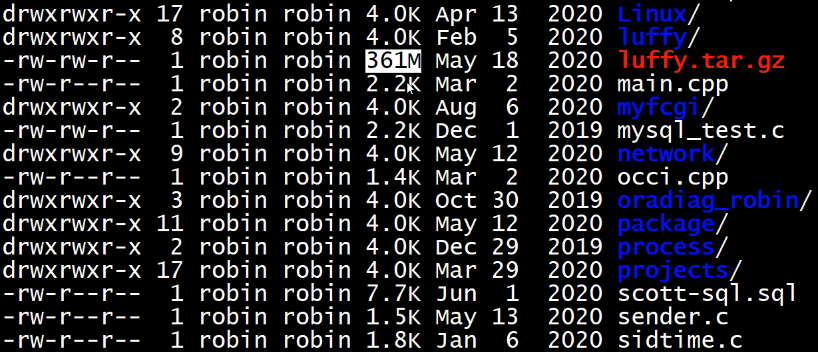 drwxrwxr-x 17 robin robin 4.0K Apr 13  2020 Linux/
drwxrwxr-x  8 robin robin 4.0K Feb  5  2020 luffy/
-rw-rw-r--  1 robin robin 361M May 18  2020 luffy.tar.gz
-rw-r--r--  1 robin robin 2.2K Mar  2  2020 main.cpp
drwxrwxr-x  2 robin robin 4.0K Aug  6  2020 myfcgi/
-rw-rw-r--  1 robin robin 2.2K Dec  1  2019 mysql_test.c
drwxrwxr-x  9 robin robin 4.0K May 12  2020 network/
-rw-r--r--  1 robin robin 1.4K Mar  2  2020 occi.cpp
drwxrwxr-x  3 robin robin 4.0K Oct 30  2019 oradiag_robin/
drwxrwxr-x 11 robin robin 4.0K May 12  2020 package/
drwxrwxr-x  2 robin robin 4.0K Dec 29  2019 process/
drwxrwxr-x 17 robin robin 4.0K Mar 29  2020 projects/
-rw-r--r--  1 robin robin 7.7K Jun  1  2020 scott-sql.sql
-rw-r--r--  1 robin robin 1.5K May 13  2020 sender.c
-rw-r--r--  1 robin robin 1.8K Jan  6  2020 sidtime.c